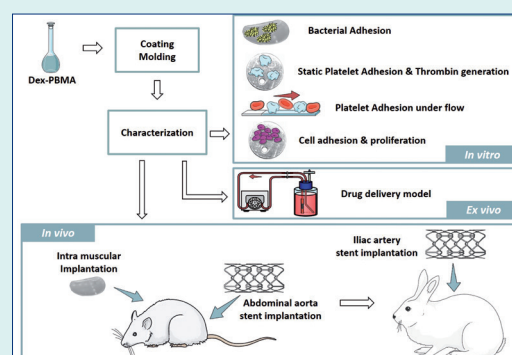 Dex-PBMA
Coating
Molding
Characterization
Bacterial Adhesion
Static Platelet Adhesion & Thrombin generation
Platelet Adhesion under flow
Cell adhesion & proliferation
In vitro
Drug delivery model
Ex vivo
In vivo
Intra muscular
Implantation
Abdominal aorta
stent implantation
Iliac artery
stent implantation